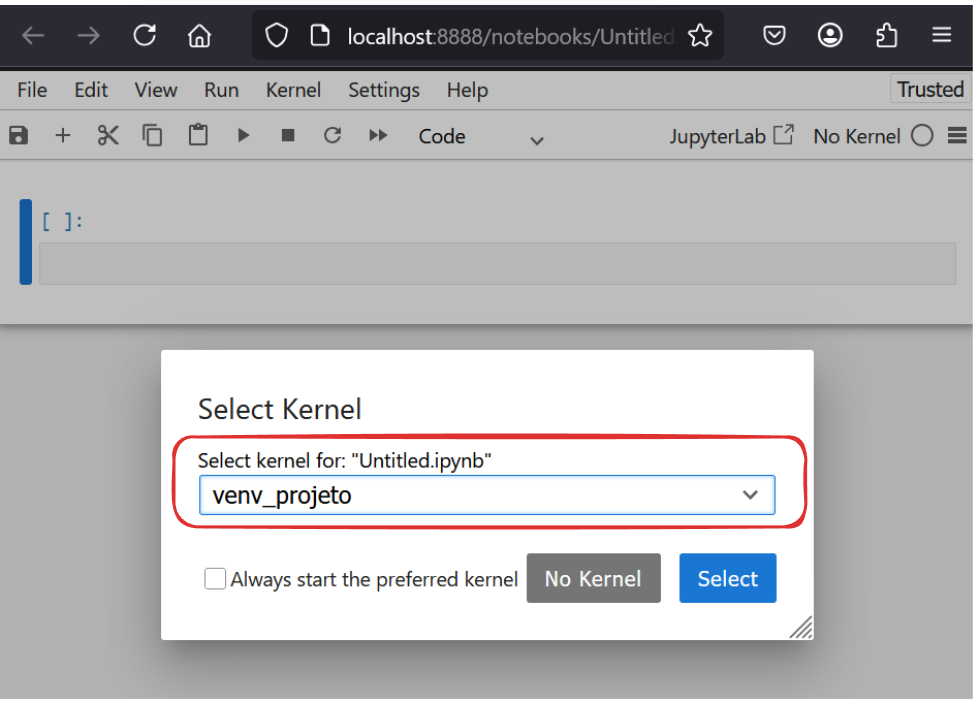 localhost:8888/notebooks/Untitled
File Edit View Run Kernel Settings Help Trusted
Code JupyterLab No Kernel
[ ]:
Select Kernel
Select kernel for: "Untitled.ipynb"
venv_projeto
Always start the preferred kernel No Kernel Select